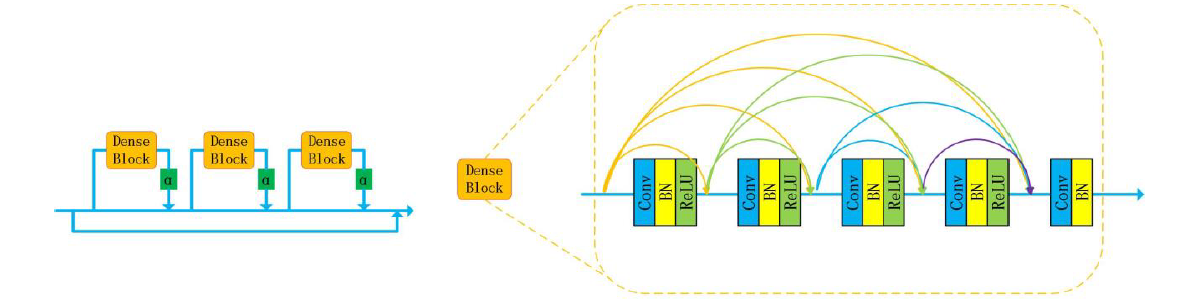 Dense
Block
Dense
Block
Dense
Block
α
α
α
Dense
Block
Conv
BN
ReLU
Conv
BN
ReLU
Conv
BN
ReLU
Conv
BN
ReLU
Conv
BN